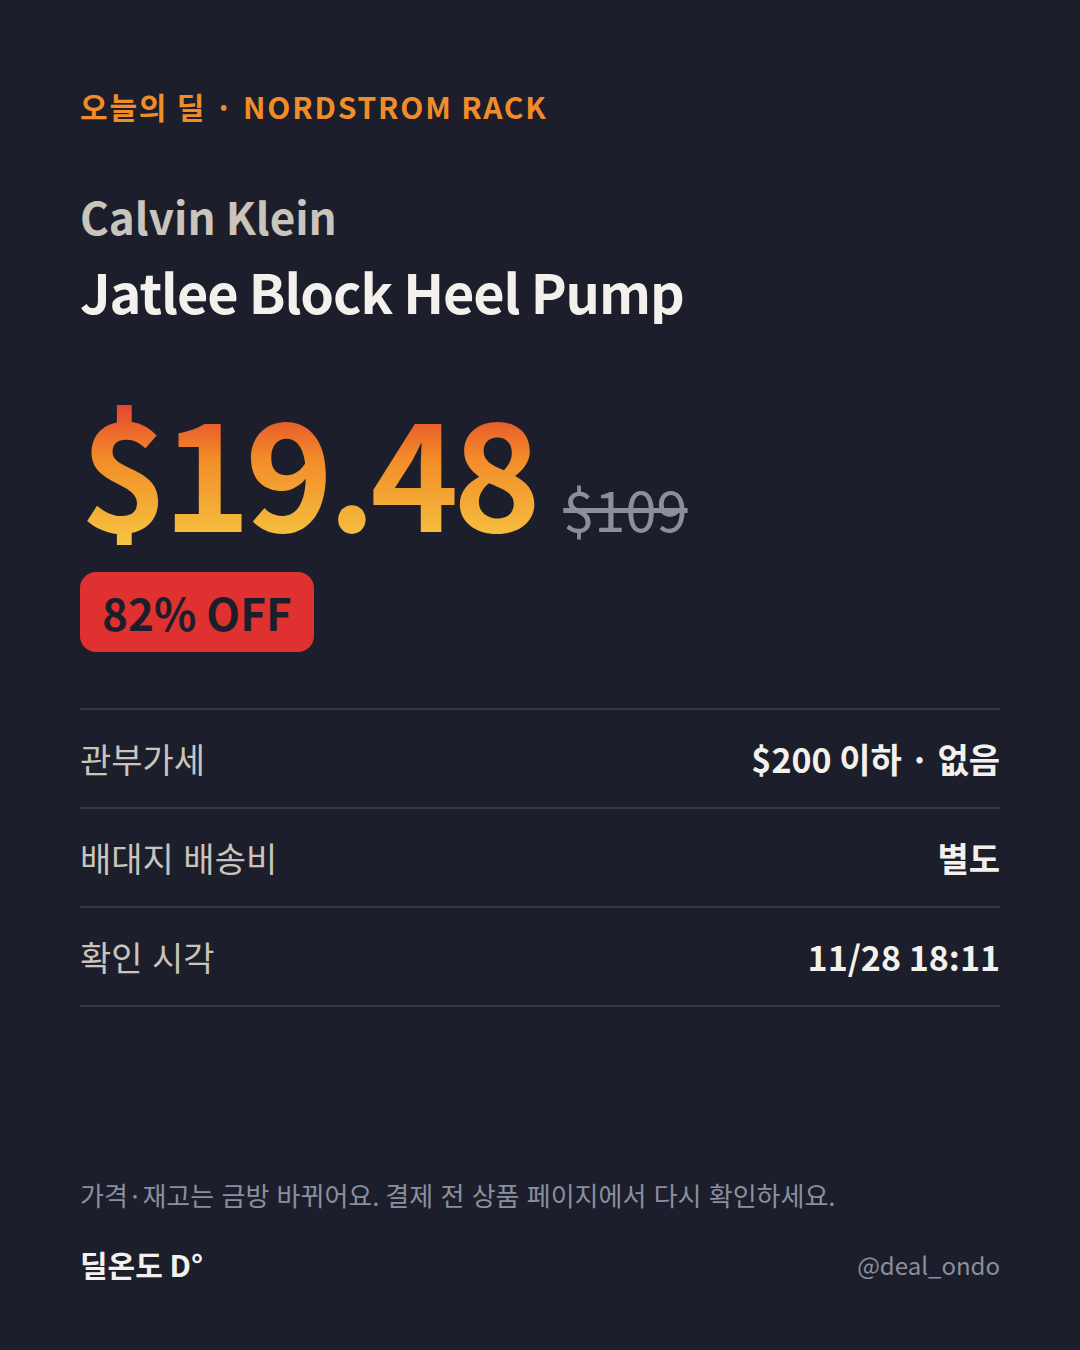 오늘의 딜 · NORDSTROM RACK
Calvin Klein
Jatlee Block Heel Pump
$19.48 $109
82% OFF
관부가세 $200 이하 · 없음
배대지 배송비 별도
확인 시각 11/28 18:11
가격·재고는 금방 바뀌어요. 결제 전 상품 페이지에서 다시 확인하세요.
딜온도 D° @deal_ondo